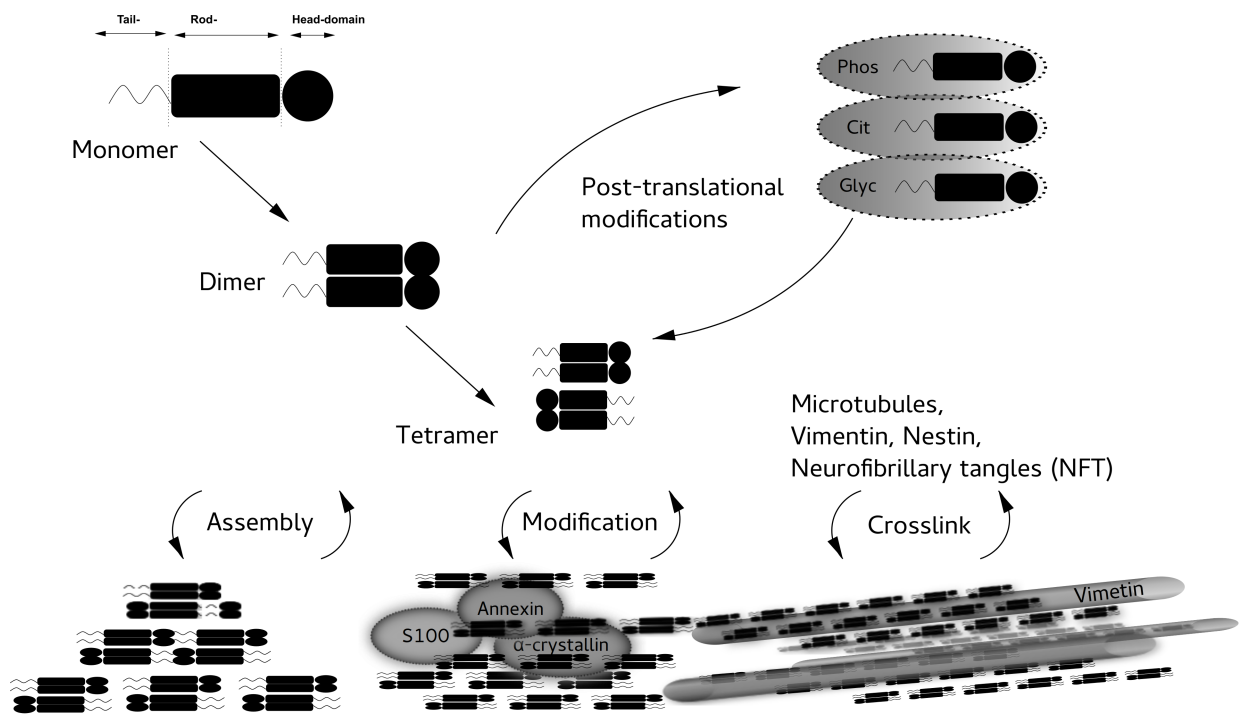 Tail-
Rod-
Head-domain
Monomer
Phos
Cit
Glyc
Post-translational
modifications
Dimer
Tetramer
Microtubules,
Vimentin, Nestin,
Neurofibrillary tangles (NFT)
Assembly
Modification
Crosslink
Annexin
S100
α-crystallin
Vimetin